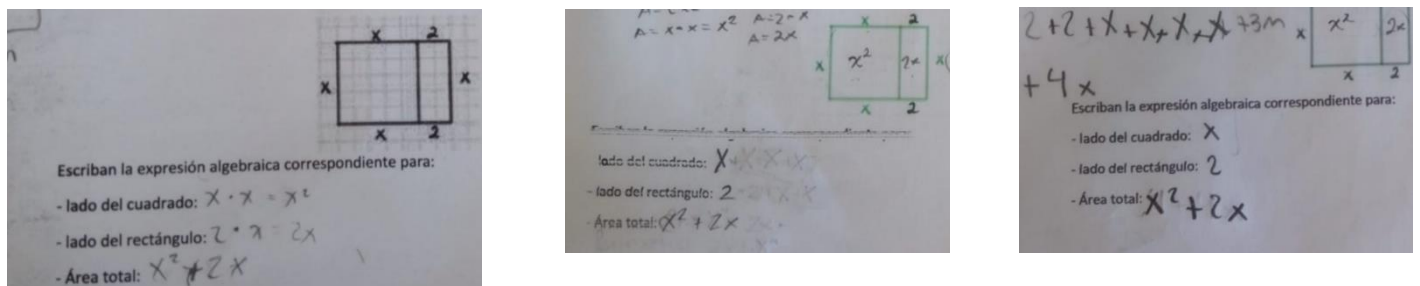 x 2
x x
x 2
Escriban la expresión algebraica correspondiente para:
- lado del cuadrado: x · x = x²
- lado del rectángulo: 2 · x = 2x
- Área total: x² + 2x
A = x · x = x² A = 2 · x
A = 2x
x 2
x x² 2x x
x 2
lado del cuadrado: x + x + x + x
- lado del rectángulo: 2
Área total: x² + 2x
2+2+x+x+x+x+3m
+4x
x x² 2x
x 2
Escriban la expresión algebraica correspondiente para:
- lado del cuadrado: x
- lado del rectángulo: 2
- Área total: x² + 2x